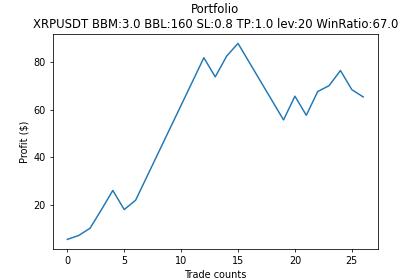 Portfolio
XRPUSDT BBM:3.0 BBL:160 SL:0.8 TP:1.0 lev:20 WinRatio:67.0
80
60
40
20
Profit ($)
0 5 10 15 20 25
Trade counts